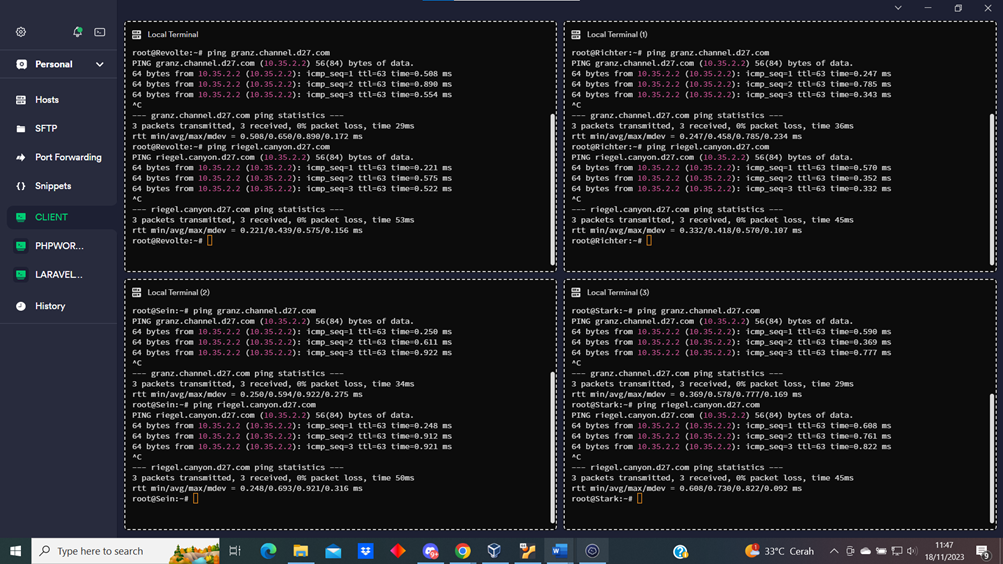 Personal
Hosts
SFTP
Port Forwarding
{} Snippets
CLIENT
PHPWOR...
LARAVEL...
History
Local Terminal
root@Revolte:~# ping granz.channel.d27.com
PING granz.channel.d27.com (10.35.2.2) 56(84) bytes of data.
64 bytes from 10.35.2.2 (10.35.2.2): icmp_seq=1 ttl=63 time=0.508 ms
64 bytes from 10.35.2.2 (10.35.2.2): icmp_seq=2 ttl=63 time=0.890 ms
64 bytes from 10.35.2.2 (10.35.2.2): icmp_seq=3 ttl=63 time=0.554 ms
^C
--- granz.channel.d27.com ping statistics ---
3 packets transmitted, 3 received, 0% packet loss, time 29ms
rtt min/avg/max/mdev = 0.508/0.650/0.890/0.172 ms
root@Revolte:~# ping riegel.canyon.d27.com
PING riegel.canyon.d27.com (10.35.2.2) 56(84) bytes of data.
64 bytes from 10.35.2.2 (10.35.2.2): icmp_seq=1 ttl=63 time=0.221 ms
64 bytes from 10.35.2.2 (10.35.2.2): icmp_seq=2 ttl=63 time=0.575 ms
64 bytes from 10.35.2.2 (10.35.2.2): icmp_seq=3 ttl=63 time=0.522 ms
^C
--- riegel.canyon.d27.com ping statistics ---
3 packets transmitted, 3 received, 0% packet loss, time 53ms
rtt min/avg/max/mdev = 0.221/0.439/0.575/0.156 ms
root@Revolte:~#
Local Terminal (1)
root@Richter:~# ping granz.channel.d27.com
PING granz.channel.d27.com (10.35.2.2) 56(84) bytes of data.
64 bytes from 10.35.2.2 (10.35.2.2): icmp_seq=1 ttl=63 time=0.247 ms
64 bytes from 10.35.2.2 (10.35.2.2): icmp_seq=2 ttl=63 time=0.785 ms
64 bytes from 10.35.2.2 (10.35.2.2): icmp_seq=3 ttl=63 time=0.343 ms
^C
--- granz.channel.d27.com ping statistics ---
3 packets transmitted, 3 received, 0% packet loss, time 36ms
rtt min/avg/max/mdev = 0.247/0.458/0.785/0.234 ms
root@Richter:~# ping riegel.canyon.d27.com
PING riegel.canyon.d27.com (10.35.2.2) 56(84) bytes of data.
64 bytes from 10.35.2.2 (10.35.2.2): icmp_seq=1 ttl=63 time=0.570 ms
64 bytes from 10.35.2.2 (10.35.2.2): icmp_seq=2 ttl=63 time=0.352 ms
64 bytes from 10.35.2.2 (10.35.2.2): icmp_seq=3 ttl=63 time=0.332 ms
^C
--- riegel.canyon.d27.com ping statistics ---
3 packets transmitted, 3 received, 0% packet loss, time 45ms
rtt min/avg/max/mdev = 0.332/0.418/0.570/0.107 ms
root@Richter:~#
Local Terminal (2)
root@Sein:~# ping granz.channel.d27.com
PING granz.channel.d27.com (10.35.2.2) 56(84) bytes of data.
64 bytes from 10.35.2.2 (10.35.2.2): icmp_seq=1 ttl=63 time=0.250 ms
64 bytes from 10.35.2.2 (10.35.2.2): icmp_seq=2 ttl=63 time=0.611 ms
64 bytes from 10.35.2.2 (10.35.2.2): icmp_seq=3 ttl=63 time=0.922 ms
^C
--- granz.channel.d27.com ping statistics ---
3 packets transmitted, 3 received, 0% packet loss, time 34ms
rtt min/avg/max/mdev = 0.250/0.594/0.922/0.275 ms
root@Sein:~# ping riegel.canyon.d27.com
PING riegel.canyon.d27.com (10.35.2.2) 56(84) bytes of data.
64 bytes from 10.35.2.2 (10.35.2.2): icmp_seq=1 ttl=63 time=0.248 ms
64 bytes from 10.35.2.2 (10.35.2.2): icmp_seq=2 ttl=63 time=0.912 ms
64 bytes from 10.35.2.2 (10.35.2.2): icmp_seq=3 ttl=63 time=0.921 ms
^C
--- riegel.canyon.d27.com ping statistics ---
3 packets transmitted, 3 received, 0% packet loss, time 50ms
rtt min/avg/max/mdev = 0.248/0.693/0.921/0.316 ms
root@Sein:~#
Local Terminal (3)
root@Stark:~# ping granz.channel.d27.com
PING granz.channel.d27.com (10.35.2.2) 56(84) bytes of data.
64 bytes from 10.35.2.2 (10.35.2.2): icmp_seq=1 ttl=63 time=0.590 ms
64 bytes from 10.35.2.2 (10.35.2.2): icmp_seq=2 ttl=63 time=0.369 ms
64 bytes from 10.35.2.2 (10.35.2.2): icmp_seq=3 ttl=63 time=0.777 ms
^C
--- granz.channel.d27.com ping statistics ---
3 packets transmitted, 3 received, 0% packet loss, time 29ms
rtt min/avg/max/mdev = 0.369/0.578/0.777/0.169 ms
root@Stark:~# ping riegel.canyon.d27.com
PING riegel.canyon.d27.com (10.35.2.2) 56(84) bytes of data.
64 bytes from 10.35.2.2 (10.35.2.2): icmp_seq=1 ttl=63 time=0.608 ms
64 bytes from 10.35.2.2 (10.35.2.2): icmp_seq=2 ttl=63 time=0.761 ms
64 bytes from 10.35.2.2 (10.35.2.2): icmp_seq=3 ttl=63 time=0.822 ms
^C
--- riegel.canyon.d27.com ping statistics ---
3 packets transmitted, 3 received, 0% packet loss, time 45ms
rtt min/avg/max/mdev = 0.608/0.730/0.822/0.092 ms
root@Stark:~#
Type here to search
33°C Cerah
11:47
18/11/2023
9